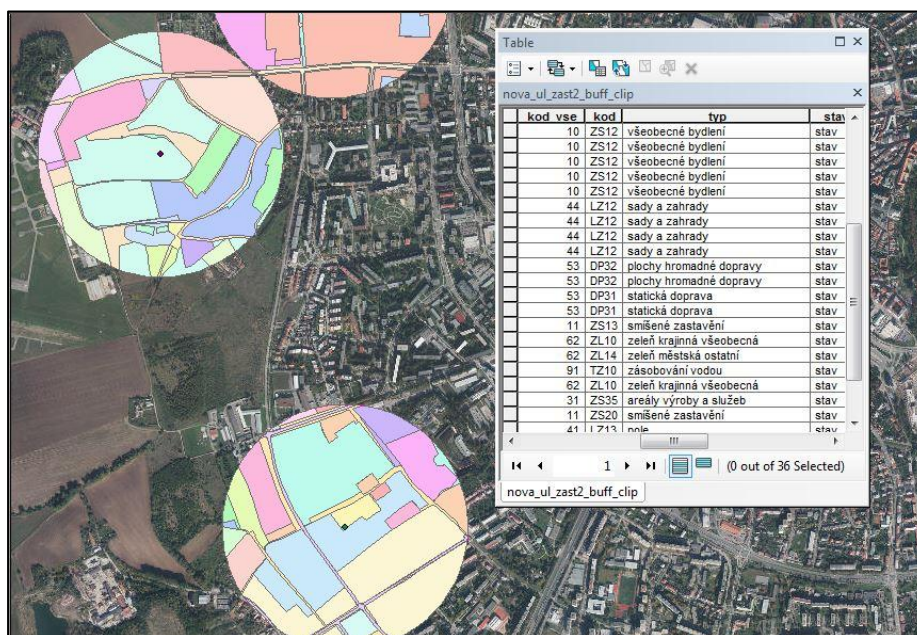 Table
nova_ul_zast2_buff_clip
kod_vse kod typ stav
10 ZS12 všeobecné bydlení stav
10 ZS12 všeobecné bydlení stav
10 ZS12 všeobecné bydlení stav
10 ZS12 všeobecné bydlení stav
10 ZS12 všeobecné bydlení stav
44 LZ12 sady a zahrady stav
44 LZ12 sady a zahrady stav
44 LZ12 sady a zahrady stav
44 LZ12 sady a zahrady stav
53 DP32 plochy hromadné dopravy stav
53 DP32 plochy hromadné dopravy stav
53 DP31 statická doprava stav
53 DP31 statická doprava stav
11 ZS13 smíšené zastavění stav
62 ZL10 zeleň krajinná všeobecná stav
62 ZL14 zeleň městská ostatní stav
91 TZ10 zásobování vodou stav
62 ZL10 zeleň krajinná všeobecná stav
31 ZS35 areály výroby a služeb stav
11 ZS20 smíšené zastavění stav
41 LZ13 pole stav
1 (0 out of 36 Selected)
nova_ul_zast2_buff_clip